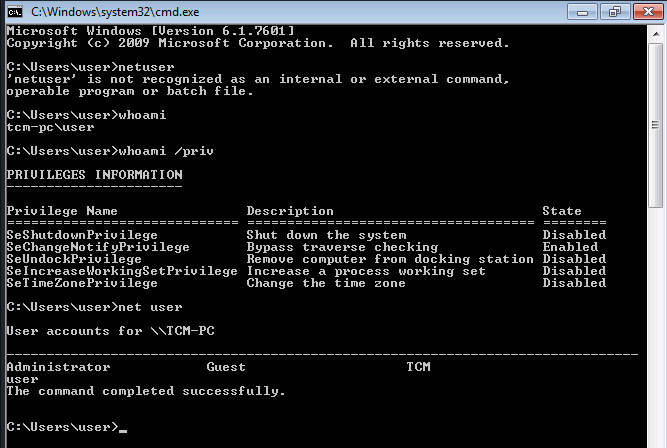 C:\Windows\system32\cmd.exe
Microsoft Windows [Version 6.1.7601]
Copyright (c) 2009 Microsoft Corporation.  All rights reserved.
C:\Users\user>netuser
'netuser' is not recognized as an internal or external command,
operable program or batch file.
C:\Users\user>whoami
tcm-pc\user
C:\Users\user>whoami /priv
PRIVILEGES INFORMATION
----------------------
Privilege Name                Description                          State
============================= ==================================== ========
SeShutdownPrivilege           Shut down the system                 Disabled
SeChangeNotifyPrivilege       Bypass traverse checking             Enabled
SeUndockPrivilege             Remove computer from docking station Disabled
SeIncreaseWorkingSetPrivilege Increase a process working set       Disabled
SeTimeZonePrivilege           Change the time zone                 Disabled
C:\Users\user>net user
User accounts for \\TCM-PC
-------------------------------------------------------------------------------
Administrator            Guest                    TCM
user
The command completed successfully.
C:\Users\user>_